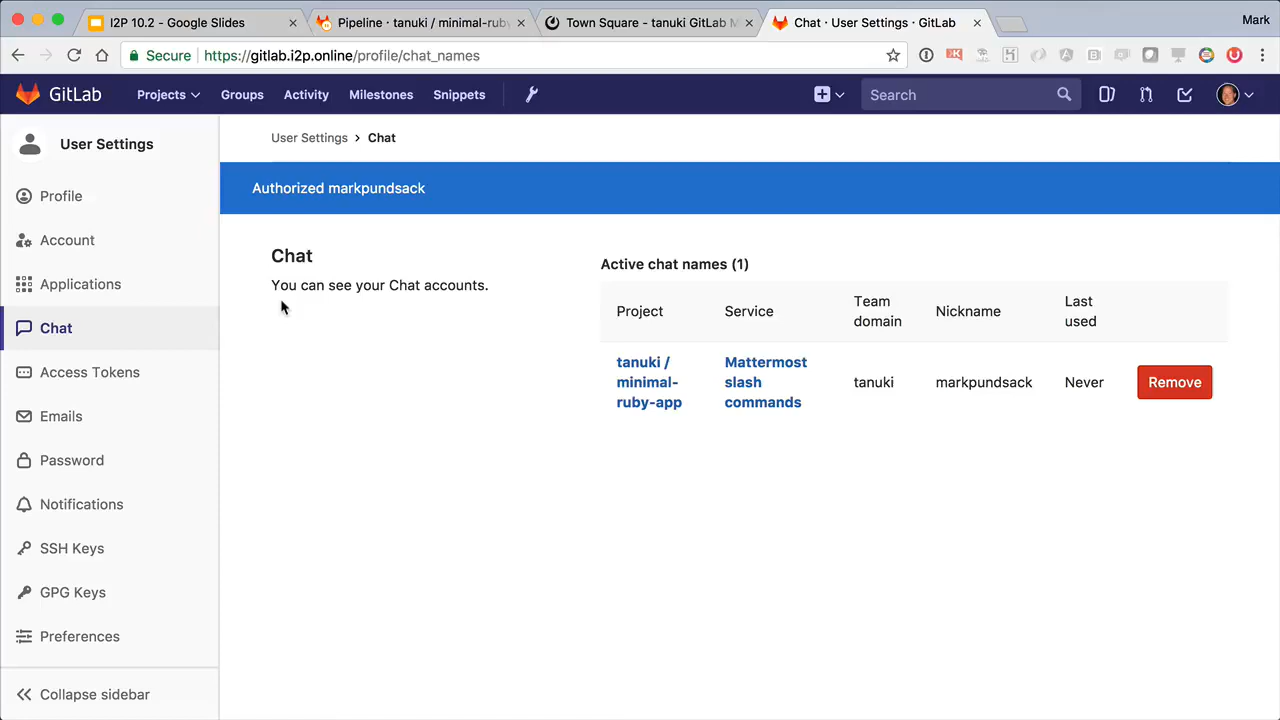 I2P 10.2 - Google Slides
Pipeline · tanuki / minimal-ruby
Town Square - tanuki GitLab M
Chat · User Settings · GitLab
Mark
Secure https://gitlab.i2p.online/profile/chat_names
GitLab Projects Groups Activity Milestones Snippets Search
User Settings
Profile
Account
Applications
Chat
Access Tokens
Emails
Password
Notifications
SSH Keys
GPG Keys
Preferences
Collapse sidebar
User Settings > Chat
Authorized markpundsack
Chat
You can see your Chat accounts.
Active chat names (1)
Project Service Team domain Nickname Last used
tanuki /
minimal-
ruby-app
Mattermost
slash
commands
tanuki
markpundsack
Never
Remove